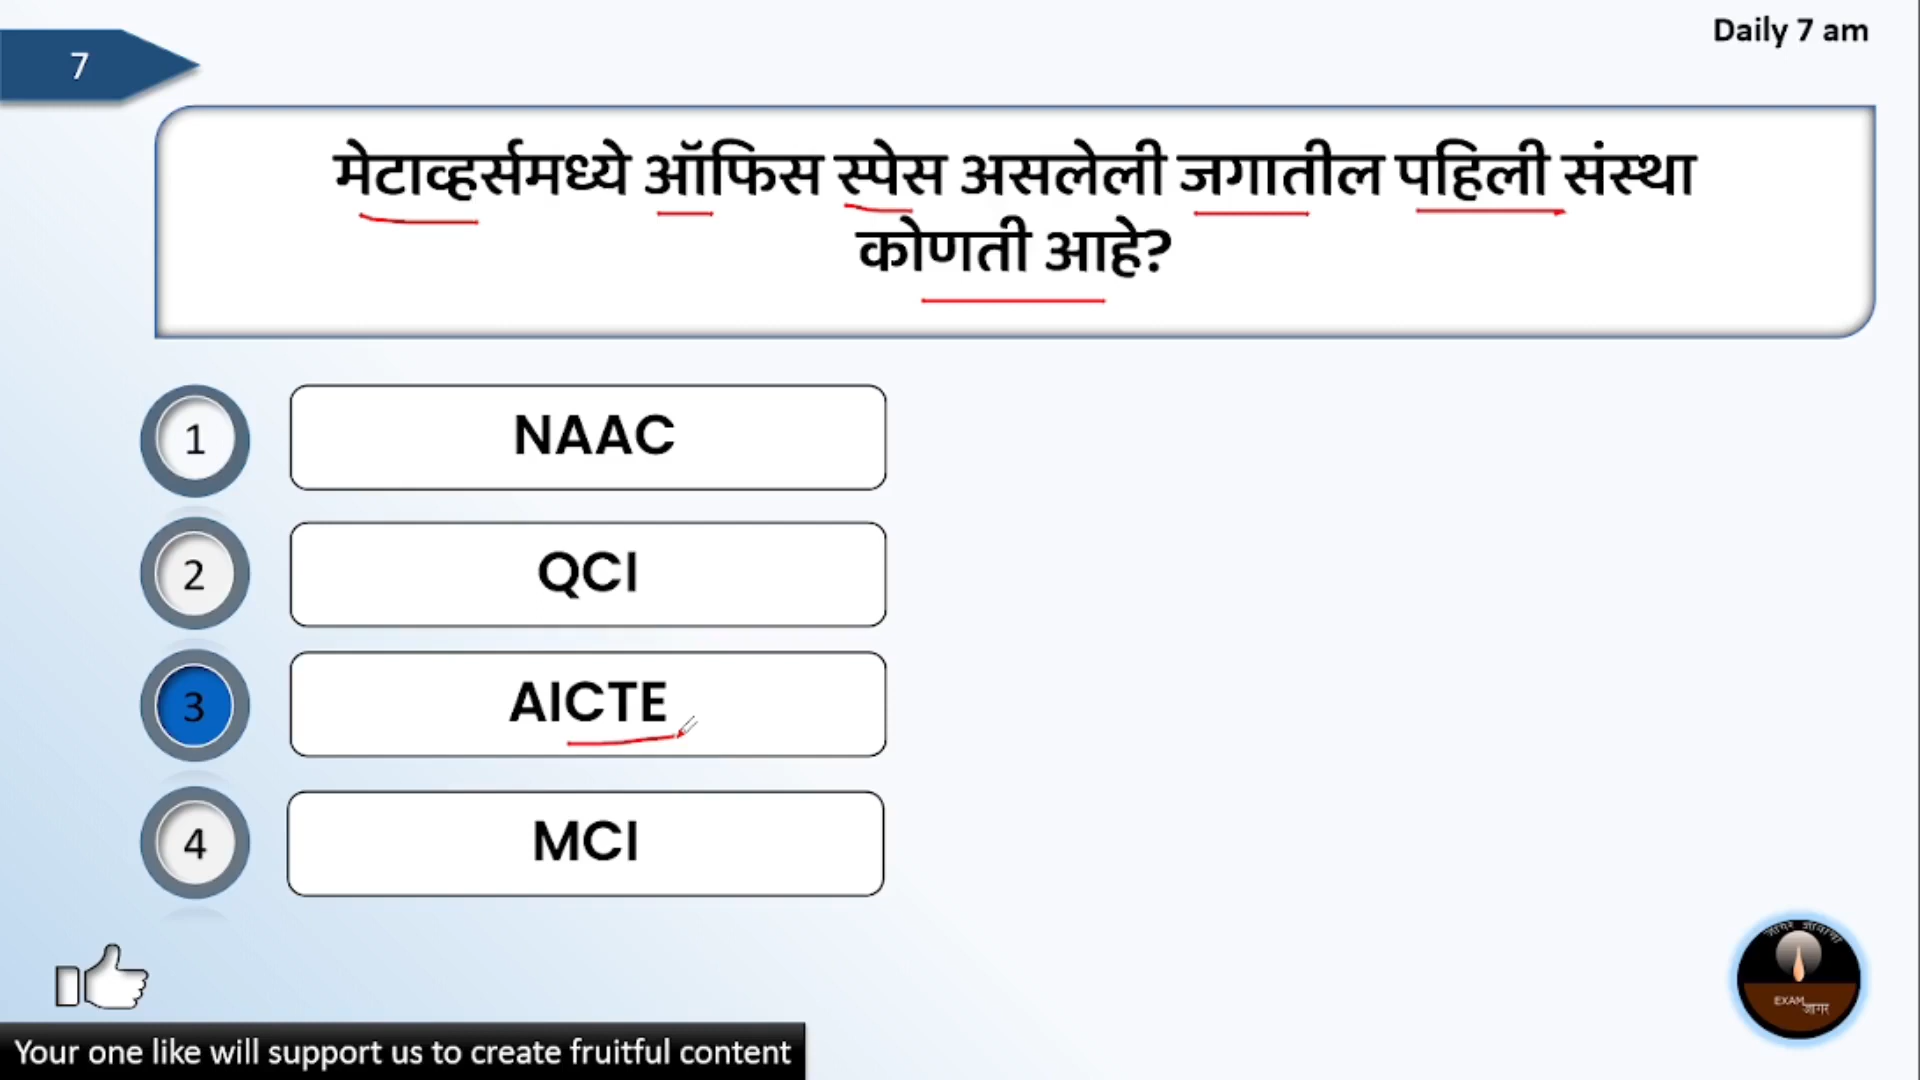 Daily 7 am
7
मेटाव्हर्समध्ये ऑफिस स्पेस असलेली जगातील पहिली संस्था
कोणती आहे?
1 NAAC
2 QCI
3 AICTE
4 MCI
EXAM
जागर
Your one like will support us to create fruitful content